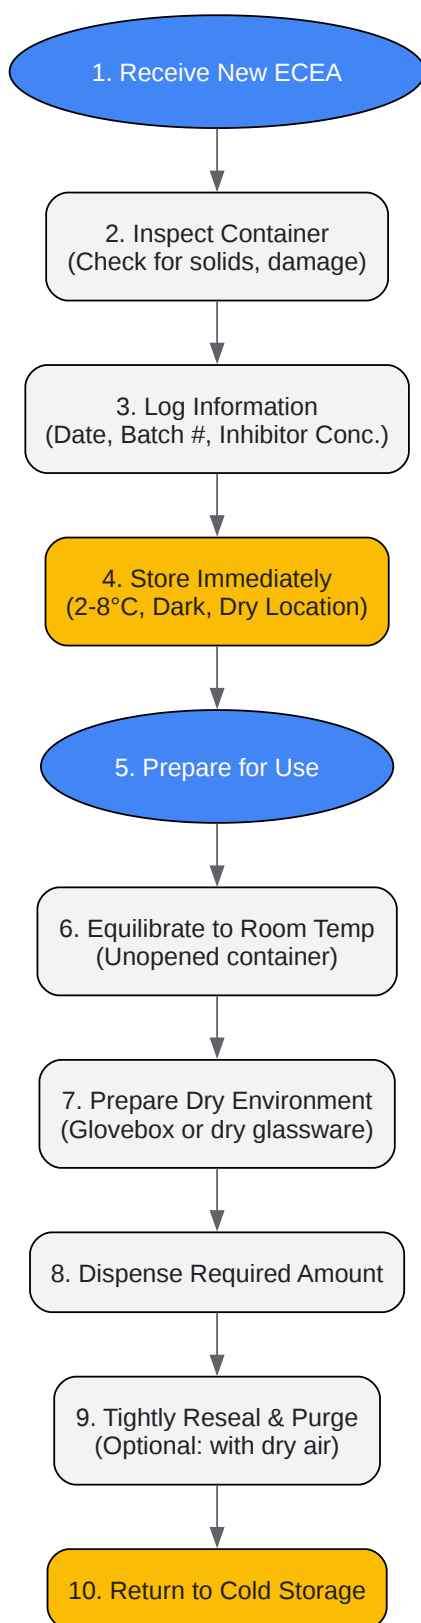 1. Receive New ECEA
2. Inspect Container
(Check for solids, damage)
3. Log Information
(Date, Batch #, Inhibitor Conc.)
4. Store Immediately
(2-8°C, Dark, Dry Location)
5. Prepare for Use
6. Equilibrate to Room Temp
(Unopened container)
7. Prepare Dry Environment
(Glovebox or dry glassware)
8. Dispense Required Amount
9. Tightly Reseal & Purge
(Optional: with dry air)
10. Return to Cold Storage